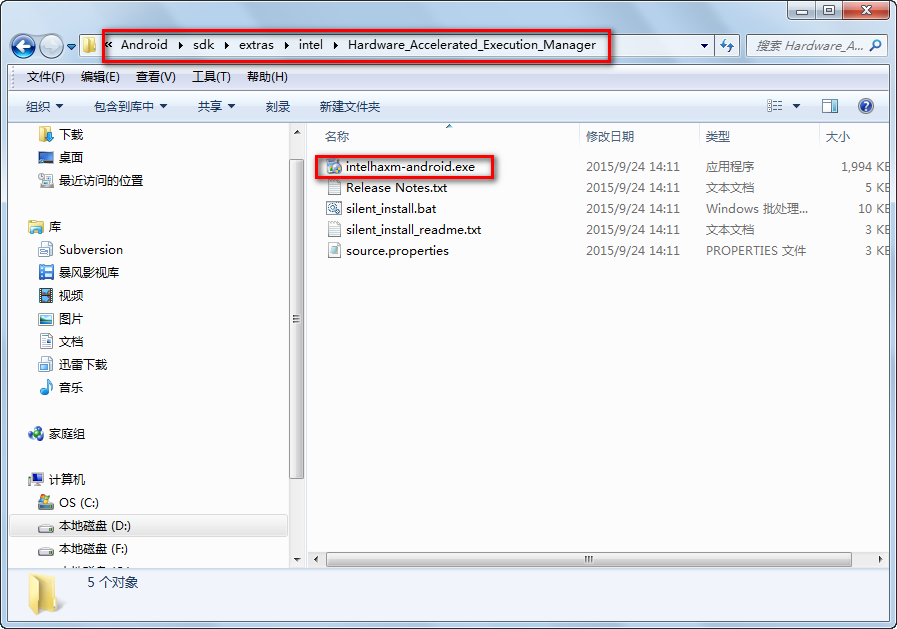 « Android ▸ sdk ▸ extras ▸ intel ▸ Hardware_Accelerated_Execution_Manager
搜索 Hardware_A...
文件(F) 编辑(E) 查看(V) 工具(T) 帮助(H)
组织 包含到库中 共享 刻录 新建文件夹
下载
桌面
最近访问的位置
库
Subversion
暴风影视库
视频
图片
文档
迅雷下载
音乐
家庭组
计算机
OS (C:)
本地磁盘 (D:)
本地磁盘 (F:)
名称 修改日期 类型 大小
intelhaxm-android.exe 2015/9/24 14:11 应用程序 1,994 KB
Release Notes.txt 2015/9/24 14:11 文本文档 5 KB
silent_install.bat 2015/9/24 14:11 Windows 批处理... 10 KB
silent_install_readme.txt 2015/9/24 14:11 文本文档 3 KB
source.properties 2015/9/24 14:11 PROPERTIES 文件 3 KB
5 个对象